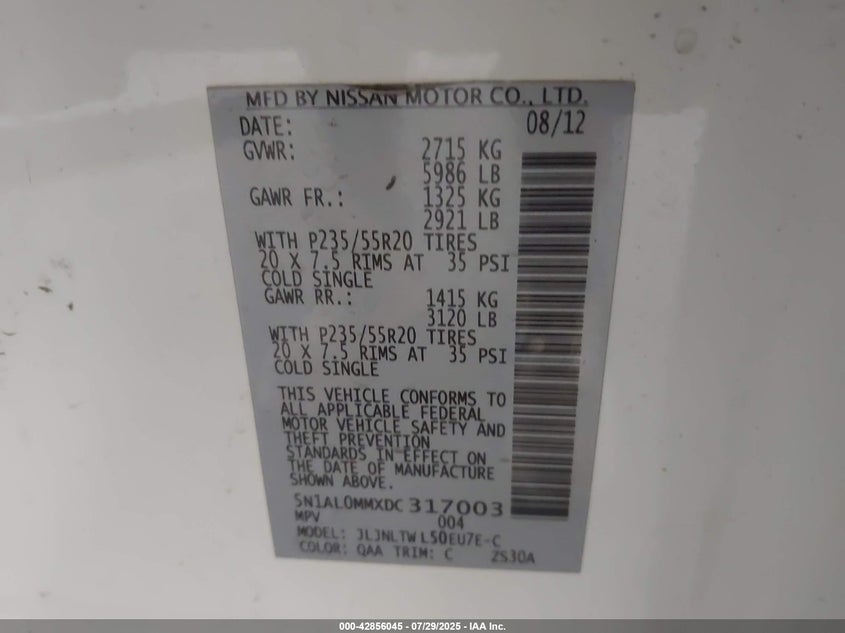 MFD BY NISSAN MOTOR CO., LTD.
DATE: 08/12
GVWR: 2715 KG
5986 LB
GAWR FR.: 1325 KG
2921 LB
WITH P235/55R20 TIRES
20 X 7.5 RIMS AT 35 PSI
COLD SINGLE
GAWR RR.: 1415 KG
3120 LB
WITH P235/55R20 TIRES
20 X 7.5 RIMS AT 35 PSI
COLD SINGLE
THIS VEHICLE CONFORMS TO
ALL APPLICABLE FEDERAL
MOTOR VEHICLE SAFETY AND
THEFT PREVENTION
STANDARDS IN EFFECT ON
THE DATE OF MANUFACTURE
SHOWN ABOVE.
5N1AL0MMXDC317003
MPV 004
MODEL: JLJNLTWL50EU7E-C
COLOR: QAA TRIM: C 2S30A
000-42856045 - 07/29/2025 - IAA Inc.